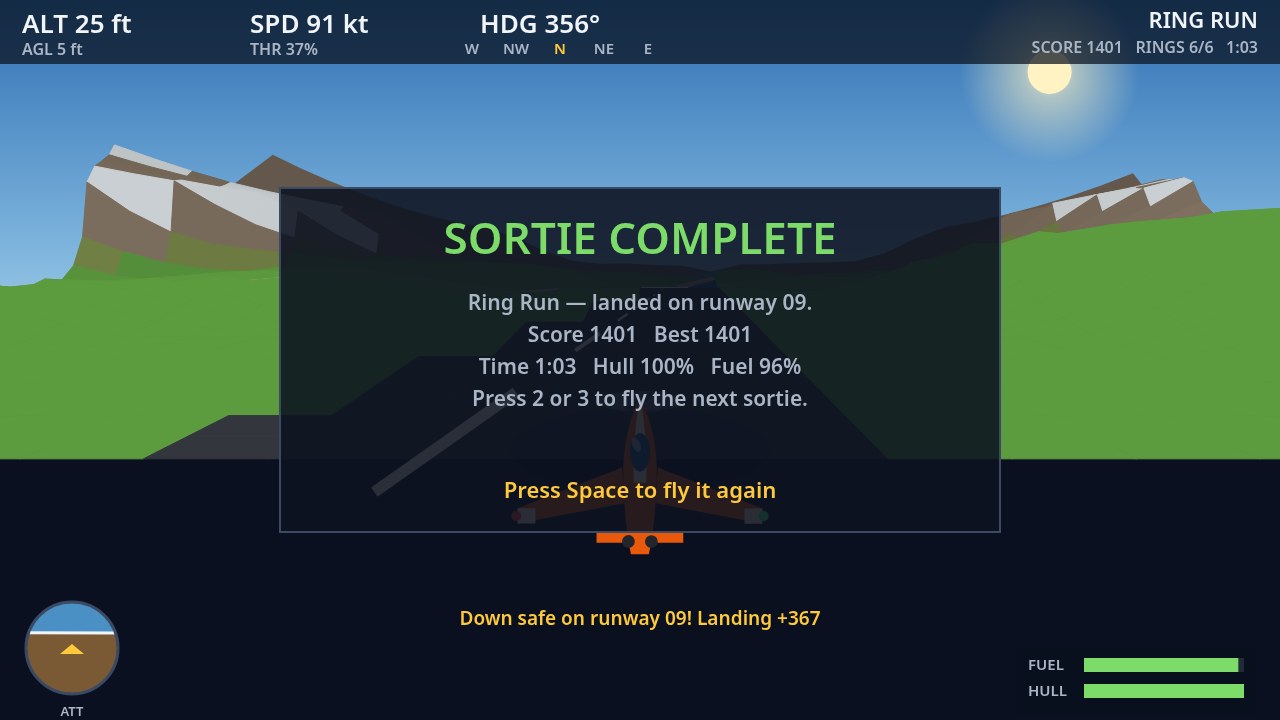 ALT 25 ft
AGL 5 ft
SPD 91 kt
THR 37%
HDG 356°
W NW N NE E
RING RUN
SCORE 1401 RINGS 6/6 1:03
SORTIE COMPLETE
Ring Run — landed on runway 09.
Score 1401 Best 1401
Time 1:03 Hull 100% Fuel 96%
Press 2 or 3 to fly the next sortie.
Press Space to fly it again
Down safe on runway 09! Landing +367
ATT
FUEL
HULL